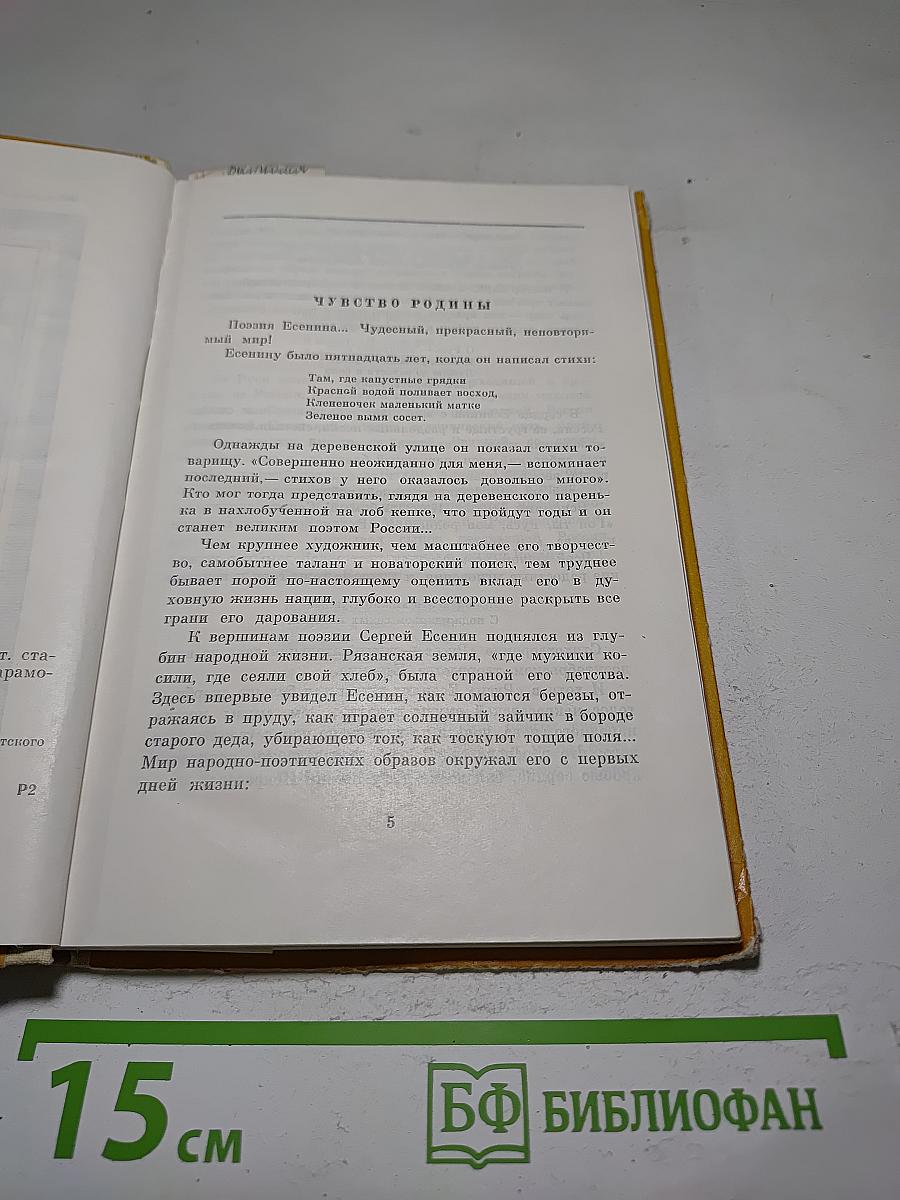 т. ста-
арамо-
тского
Р2
ЧУВСТВО РОДИНЫ
Поэзия Есенина... Чудесный, прекрасный, неповтори-
мый мир!
Есенину было пятнадцать лет, когда он написал стихи:
Там, где капустные грядки
Красной водой поливает восход,
Клененочек маленький матке
Зеленое вымя сосет.
Однажды на деревенской улице он показал стихи то-
варищу. «Совершенно неожиданно для меня,— вспоминает
последний,— стихов у него оказалось довольно много».
Кто мог тогда представить, глядя на деревенского парень-
ка в нахлобученной на лоб кепке, что пройдут годы и он
станет великим поэтом России...
Чем крупнее художник, чем масштабнее его творчест-
во, самобытнее талант и новаторский поиск, тем труднее
бывает порой по-настоящему оценить вклад его в ду-
ховную жизнь нации, глубоко и всесторонне раскрыть все
грани его дарования.
К вершинам поэзии Сергей Есенин поднялся из глу-
бин народной жизни. Рязанская земля, «где мужики ко-
сили, где сеяли свой хлеб», была страной его детства.
Здесь впервые увидел Есенин, как ломаются березы, от-
ражаясь в пруду, как играет солнечный зайчик в бороде
старого деда, убирающего ток, как тоскуют тощие поля...
Мир народно-поэтических образов окружал его с первых
дней жизни:
5
15 см
БФ БИБЛИОФАН